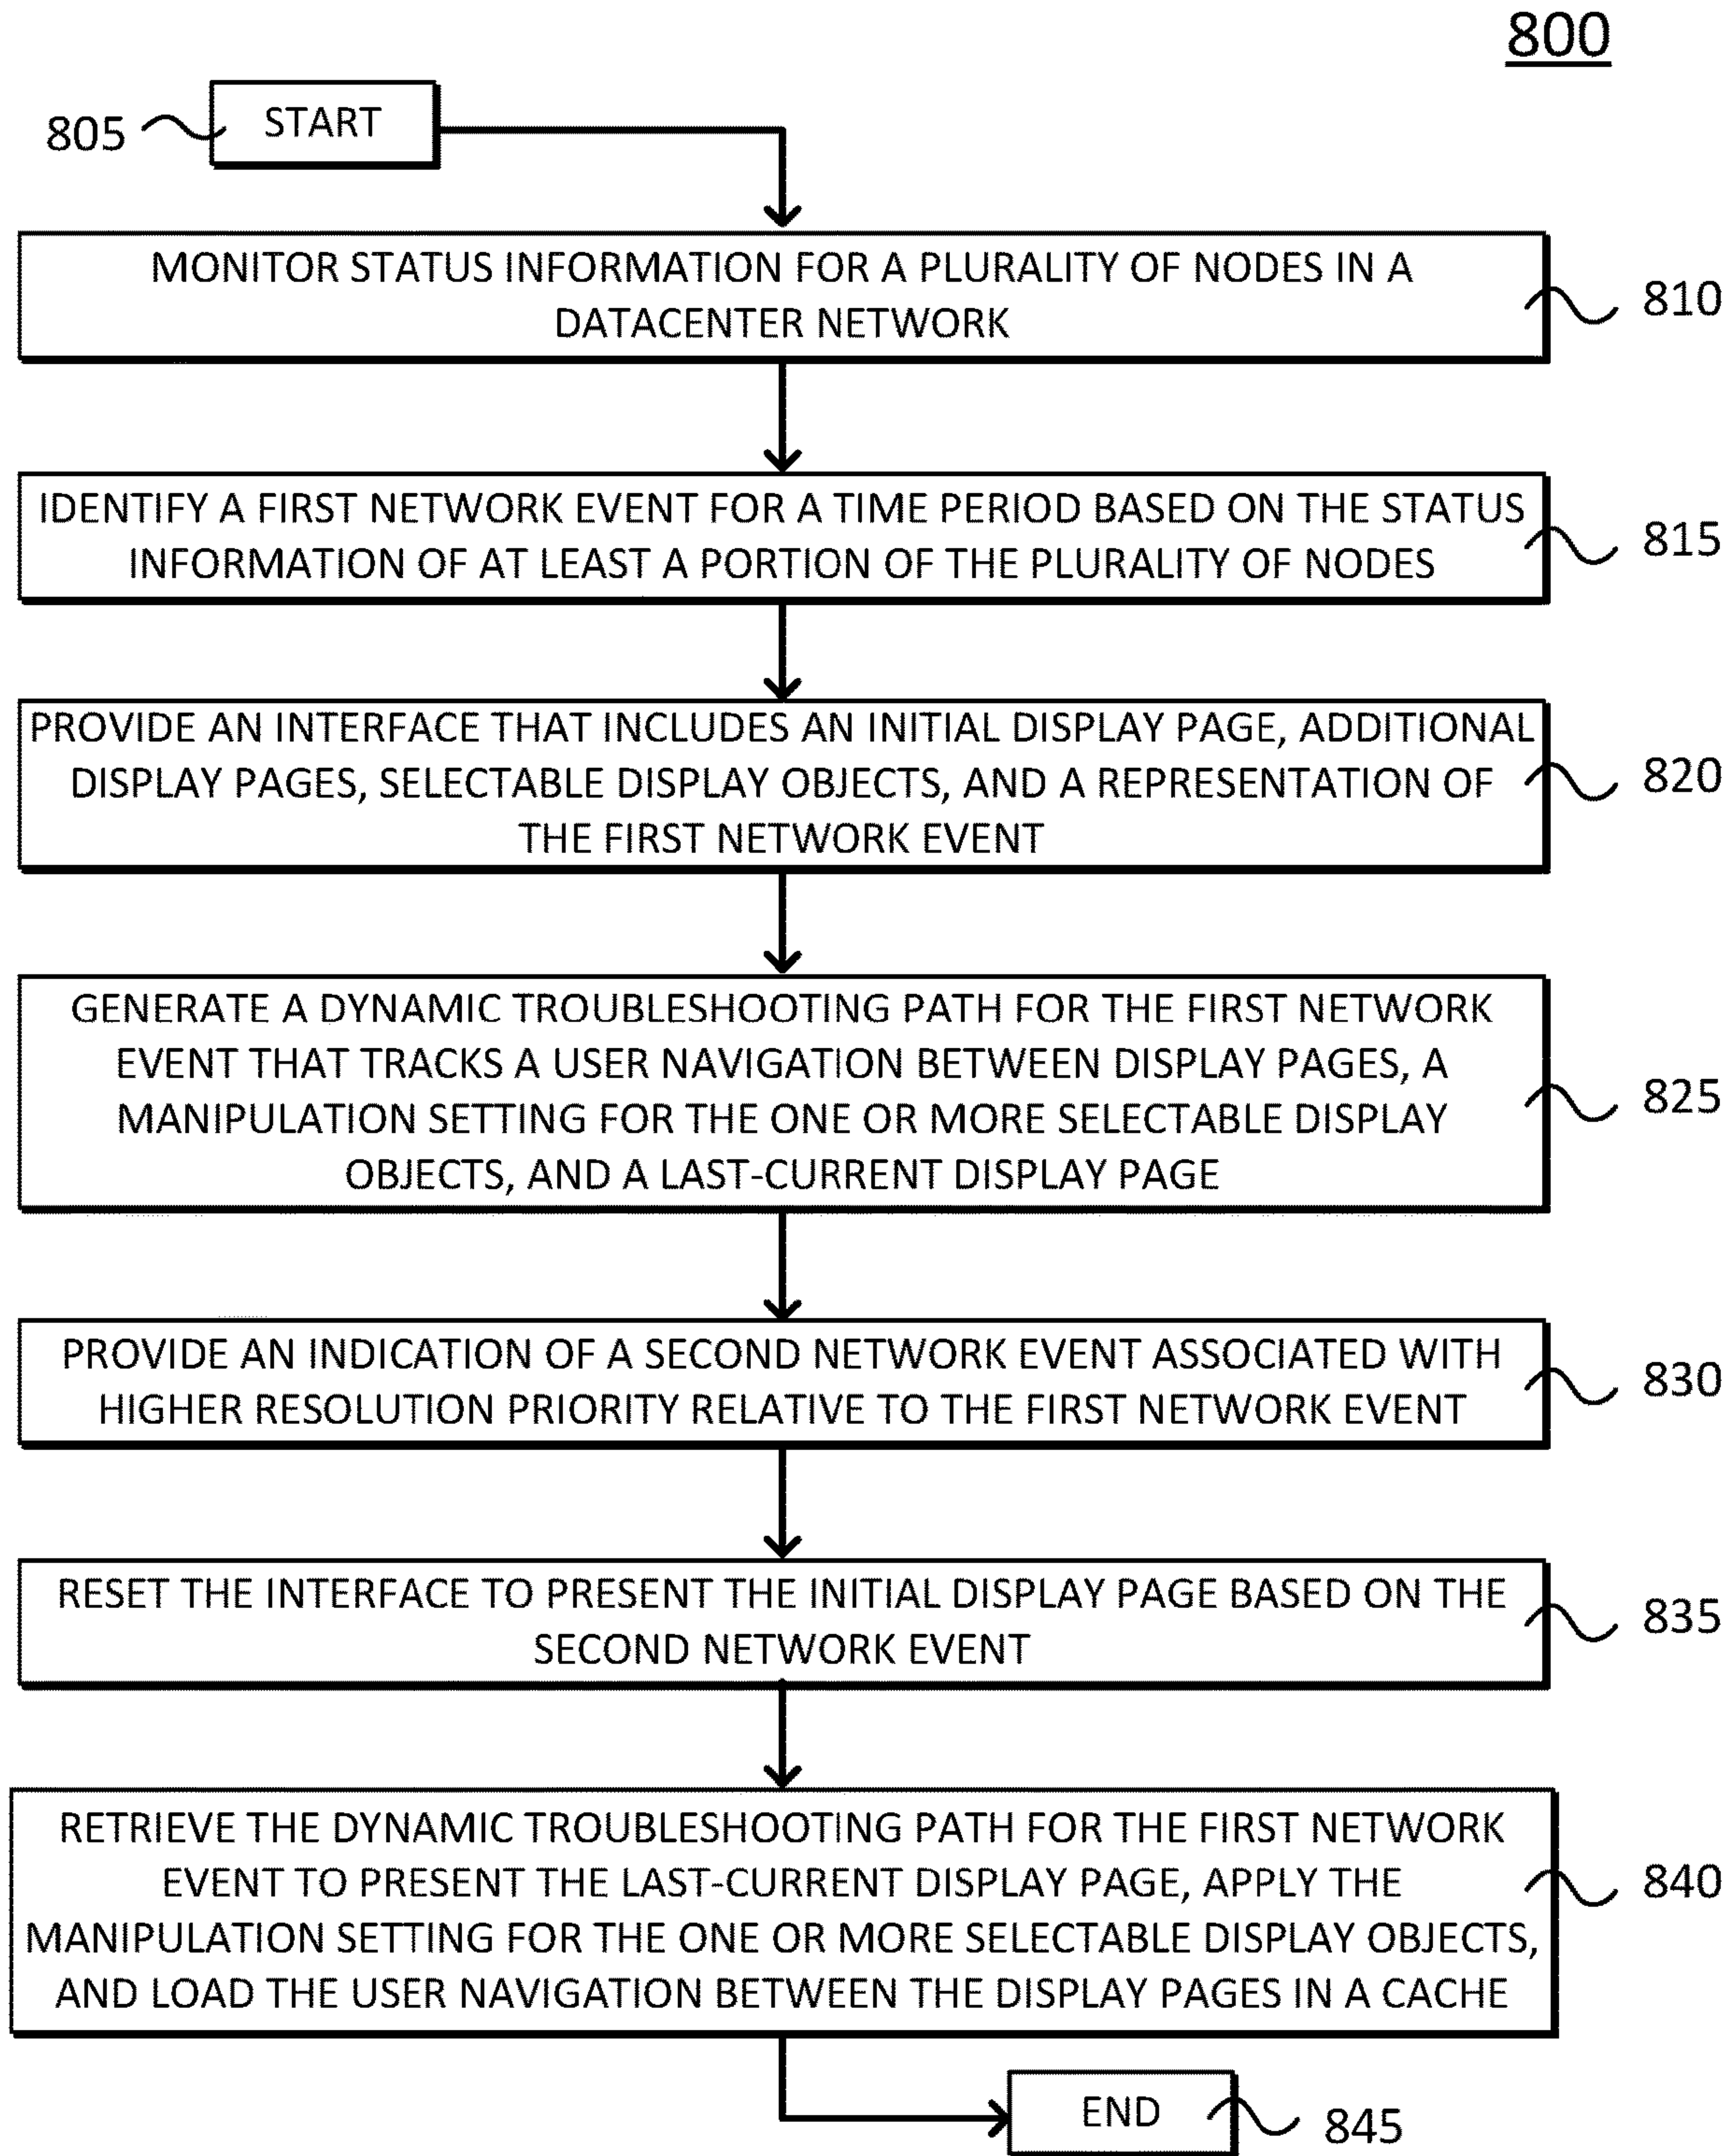 800
START
805
MONITOR STATUS INFORMATION FOR A PLURALITY OF NODES IN A
DATACENTER NETWORK
810
IDENTIFY A FIRST NETWORK EVENT FOR A TIME PERIOD BASED ON THE STATUS
INFORMATION OF AT LEAST A PORTION OF THE PLURALITY OF NODES
815
PROVIDE AN INTERFACE THAT INCLUDES AN INITIAL DISPLAY PAGE, ADDITIONAL
DISPLAY PAGES, SELECTABLE DISPLAY OBJECTS, AND A REPRESENTATION OF
THE FIRST NETWORK EVENT
820
GENERATE A DYNAMIC TROUBLESHOOTING PATH FOR THE FIRST NETWORK
EVENT THAT TRACKS A USER NAVIGATION BETWEEN DISPLAY PAGES, A
MANIPULATION SETTING FOR THE ONE OR MORE SELECTABLE DISPLAY
OBJECTS, AND A LAST-CURRENT DISPLAY PAGE
825
PROVIDE AN INDICATION OF A SECOND NETWORK EVENT ASSOCIATED WITH
HIGHER RESOLUTION PRIORITY RELATIVE TO THE FIRST NETWORK EVENT
830
RESET THE INTERFACE TO PRESENT THE INITIAL DISPLAY PAGE BASED ON THE
SECOND NETWORK EVENT
835
RETRIEVE THE DYNAMIC TROUBLESHOOTING PATH FOR THE FIRST NETWORK
EVENT TO PRESENT THE LAST-CURRENT DISPLAY PAGE, APPLY THE
MANIPULATION SETTING FOR THE ONE OR MORE SELECTABLE DISPLAY OBJECTS,
AND LOAD THE USER NAVIGATION BETWEEN THE DISPLAY PAGES IN A CACHE
840
END
845